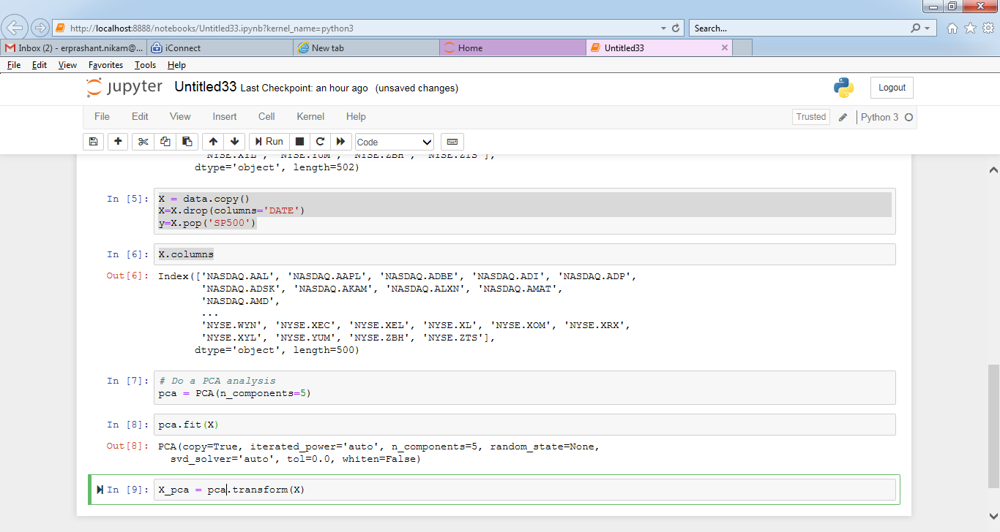 http://localhost:8888/notebooks/Untitled33.ipynb?kernel_name=python3
Search...
Inbox (2) - erprashant.nikam@...
iConnect
New tab
Home
Untitled33
File Edit View Favorites Tools Help
jupyter Untitled33 Last Checkpoint: an hour ago (unsaved changes)
Logout
File Edit View Insert Cell Kernel Help
Trusted
Python 3
Run
Code
'NYSE.XYL', 'NYSE.YUM', 'NYSE.ZBH', 'NYSE.ZTS'],
dtype='object', length=502)
In [5]: X = data.copy()
X=X.drop(columns='DATE')
y=X.pop('SP500')
In [6]: X.columns
Out[6]: Index(['NASDAQ.AAL', 'NASDAQ.AAPL', 'NASDAQ.ADBE', 'NASDAQ.ADI', 'NASDAQ.ADP',
'NASDAQ.ADSK', 'NASDAQ.AKAM', 'NASDAQ.ALXN', 'NASDAQ.AMAT',
'NASDAQ.AMD',
...
'NYSE.WYN', 'NYSE.XEC', 'NYSE.XEL', 'NYSE.XL', 'NYSE.XOM', 'NYSE.XRX',
'NYSE.XYL', 'NYSE.YUM', 'NYSE.ZBH', 'NYSE.ZTS'],
dtype='object', length=500)
In [7]: # Do a PCA analysis
pca = PCA(n_components=5)
In [8]: pca.fit(X)
Out[8]: PCA(copy=True, iterated_power='auto', n_components=5, random_state=None,
svd_solver='auto', tol=0.0, whiten=False)
In [9]: X_pca = pca.transform(X)